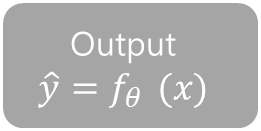 Output
ŷ = f_θ (x)